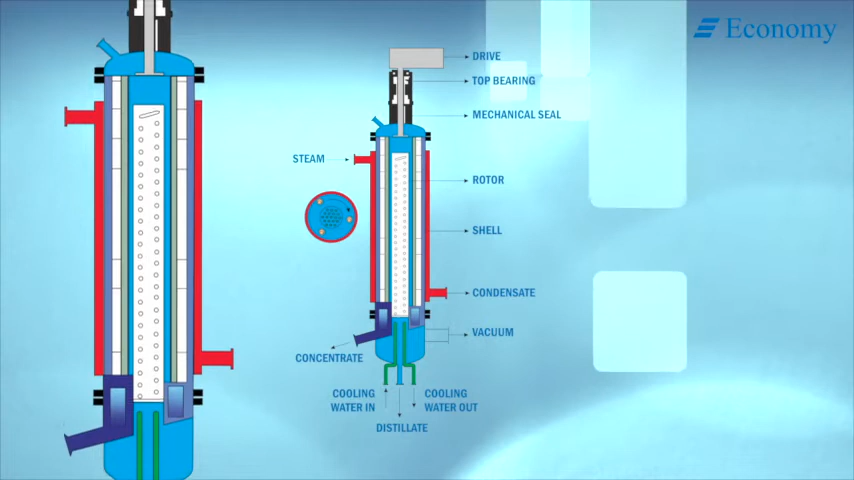 Economy
DRIVE
TOP BEARING
MECHANICAL SEAL
STEAM
ROTOR
SHELL
CONDENSATE
VACUUM
CONCENTRATE
COOLING
WATER IN
COOLING
WATER OUT
DISTILLATE